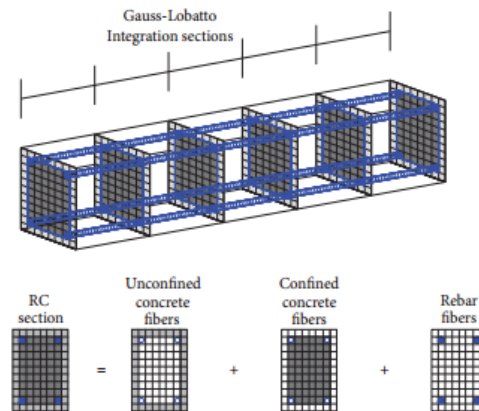 Gauss-Lobatto
Integration sections
RC
section
=
Unconfined
concrete
fibers
+
Confined
concrete
fibers
+
Rebar
fibers